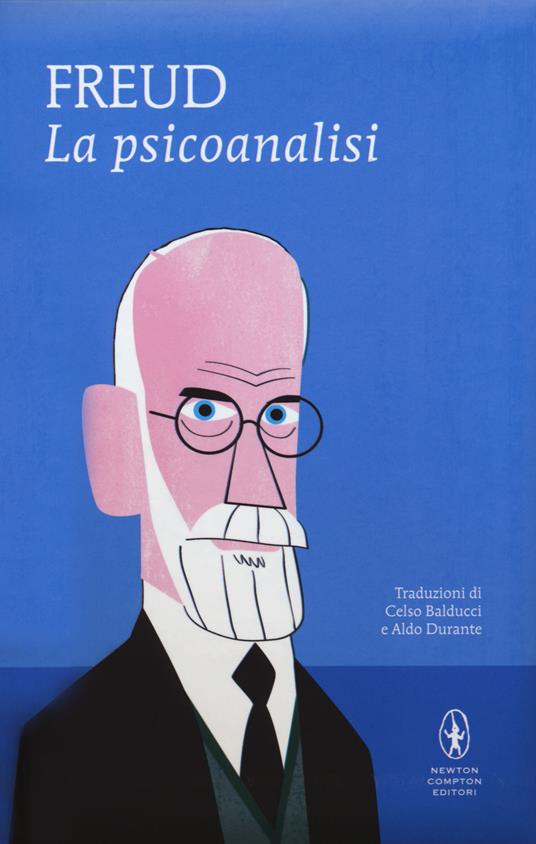 FREUD
La psicoanalisi
Traduzioni di
Celso Balducci
e Aldo Durante
NEWTON
COMPTON
EDITORI